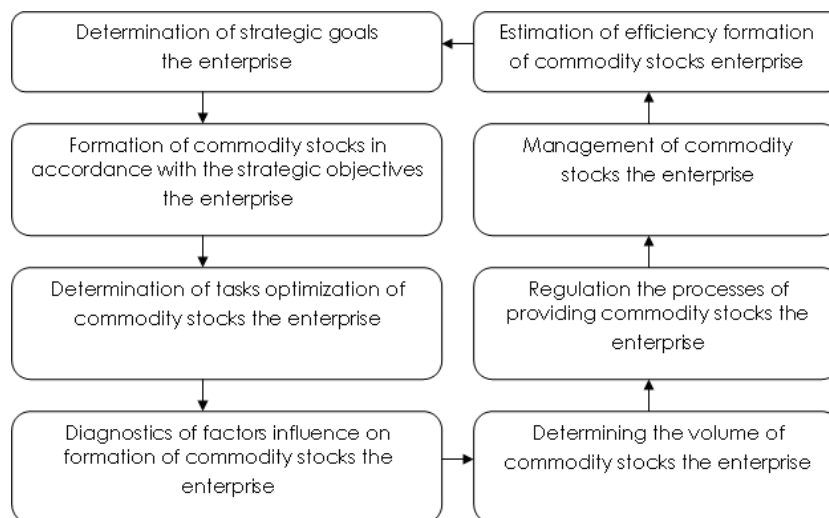 Determination of strategic goals
the enterprise
Formation of commodity stocks in
accordance with the strategic objectives
the enterprise
Determination of tasks optimization of
commodity stocks the enterprise
Diagnostics of factors influence on
formation of commodity stocks the
enterprise
Determining the volume of
commodity stocks the enterprise
Regulation the processes of
providing commodity stocks the
enterprise
Management of commodity
stocks the enterprise
Estimation of efficiency formation
of commodity stocks enterprise